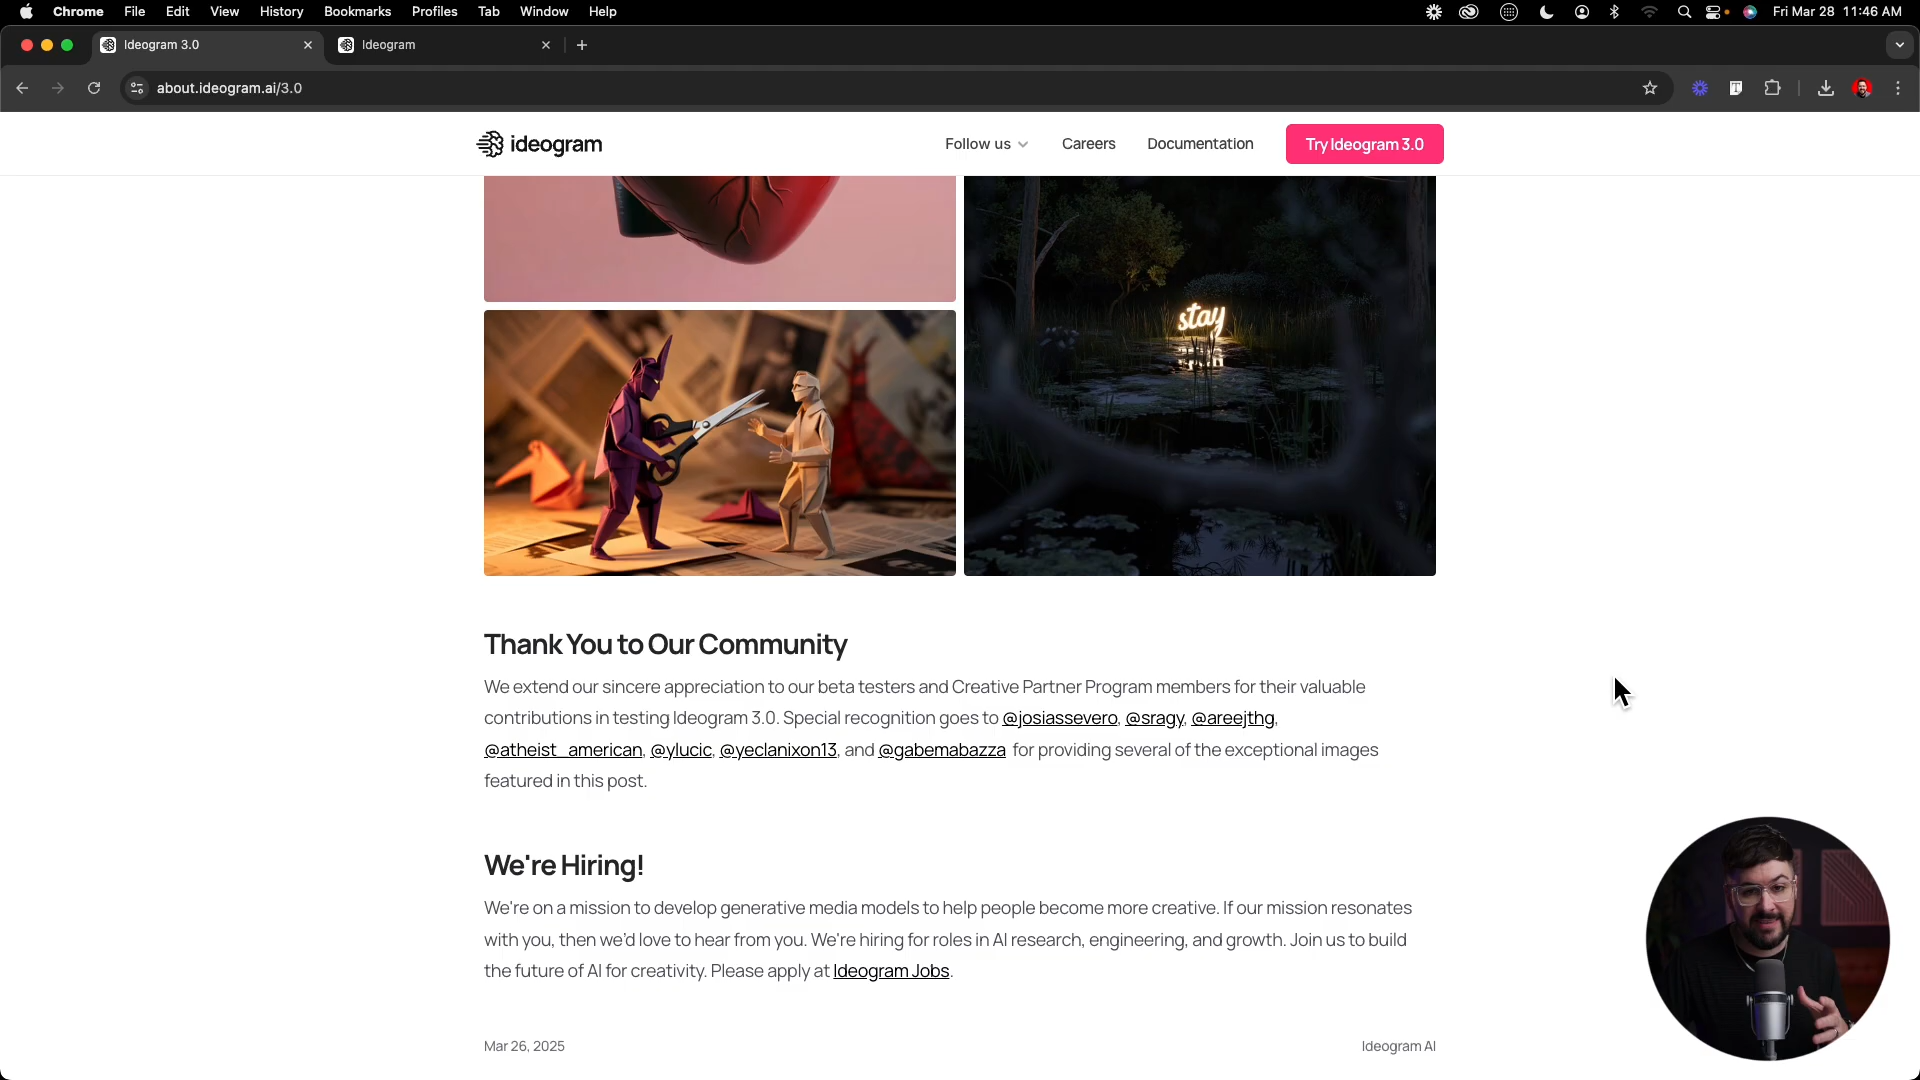 Chrome File Edit View History Bookmarks Profiles Tab Window Help Fri Mar 28 11:46 AM
Ideogram 3.0 Ideogram
about.ideogram.ai/3.0
ideogram Follow us Careers Documentation Try Ideogram 3.0
stay
Thank You to Our Community
We extend our sincere appreciation to our beta testers and Creative Partner Program members for their valuable
contributions in testing Ideogram 3.0. Special recognition goes to @josiassevero, @sragy, @areejthg,
@atheist_american, @ylucic, @yeclanixon13, and @gabemabazza for providing several of the exceptional images
featured in this post.
We're Hiring!
We're on a mission to develop generative media models to help people become more creative. If our mission resonates
with you, then we'd love to hear from you. We're hiring for roles in AI research, engineering, and growth. Join us to build
the future of AI for creativity. Please apply at Ideogram Jobs.
Mar 26, 2025 Ideogram AI